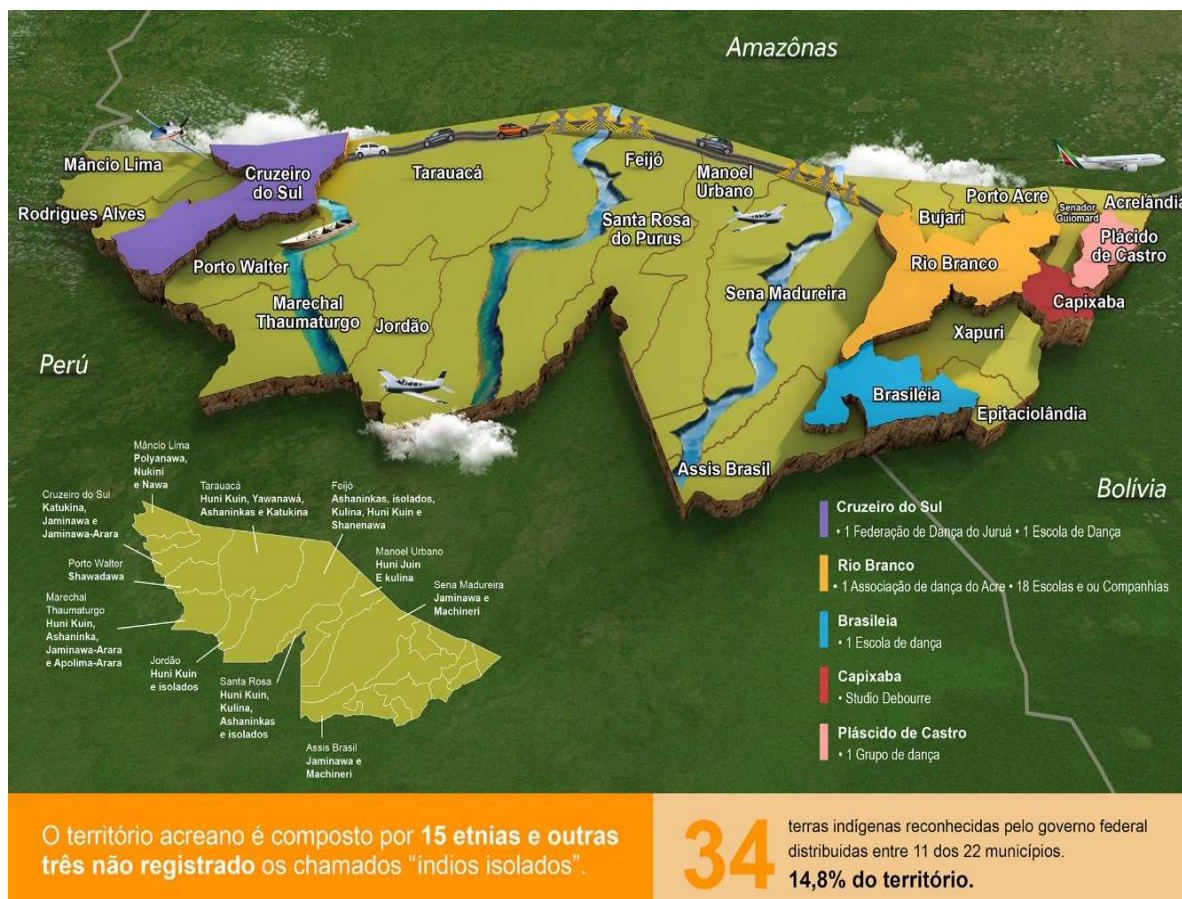 Amazônas
Mâncio Lima
Cruzeiro
do Sul
Tarauacá
Feijó
Manoel
Urbano
Porto Acre
Senador
Guiomard
Acrelândia
Rodrigues Alves
Bujari
Plácido
de Castro
Santa Rosa
do Purus
Rio Branco
Porto Walter
Sena Madureira
Capixaba
Marechal
Thaumaturgo
Jordão
Xapuri
Perú
Brasiléia
Epitaciolândia
Assis Brasil
Bolívia
Mâncio Lima
Polyanawa,
Nukini
e Nawa
Cruzeiro do Sul
Katukina,
Jaminawa e
Jaminawa-Arara
Tarauacá
Huni Kuin, Yawanawá,
Ashaninkas e Katukina
Feijó
Ashaninkas, isolados,
Kulina, Huni Kuin e
Shanenawa
Manoel Urbano
Huni Juin
E kulina
Sena Madureira
Jaminawa e
Machineri
Porto Walter
Shawadawa
Marechal
Thaumaturgo
Huni Kuin,
Ashaninka,
Jaminawa-Arara
e Apolima-Arara
Jordão
Huni Kuin
e isolados
Santa Rosa
Huni Kuin,
Kulina,
Ashaninkas
e isolados
Assis Brasil
Jaminawa e
Machineri
Cruzeiro do Sul
• 1 Federação de Dança do Juruá • 1 Escola de Dança
Rio Branco
• 1 Associação de dança do Acre • 18 Escolas e ou Companhias
Brasileia
• 1 Escola de dança
Capixaba
• Studio Debourre
Pláscido de Castro
• 1 Grupo de dança
O território acreano é composto por 15 etnias e outras
três não registrado os chamados “índios isolados”.
34
terras indígenas reconhecidas pelo governo federal
distribuidas entre 11 dos 22 municípios.
14,8% do território.